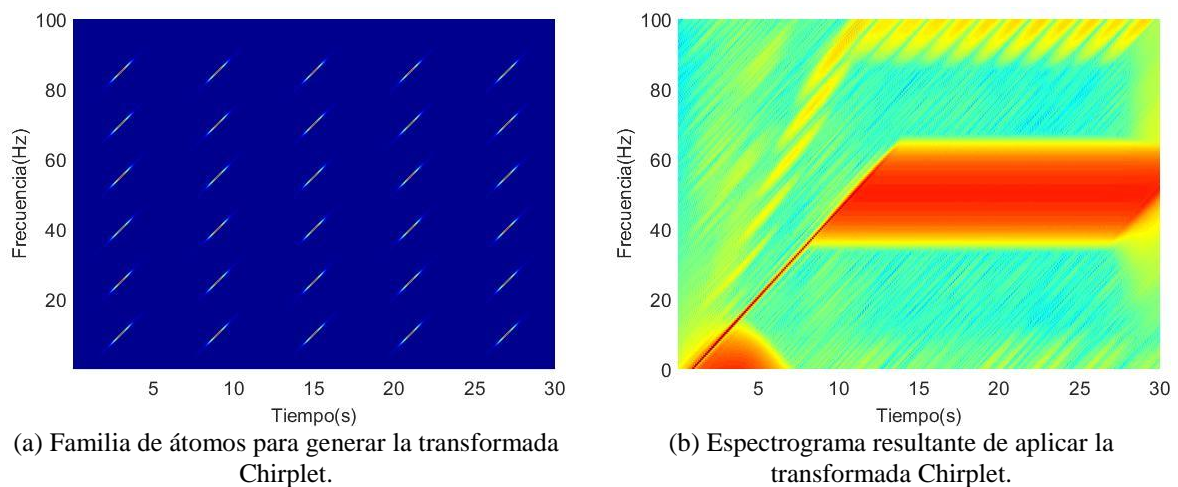 100
80
60
40
20
Frecuencia(Hz)
5 10 15 20 25 30
Tiempo(s)
(a) Familia de átomos para generar la transformada
Chirplet.
100
80
60
40
20
0
Frecuencia(Hz)
5 10 15 20 25 30
Tiempo(s)
(b) Espectrograma resultante de aplicar la
transformada Chirplet.